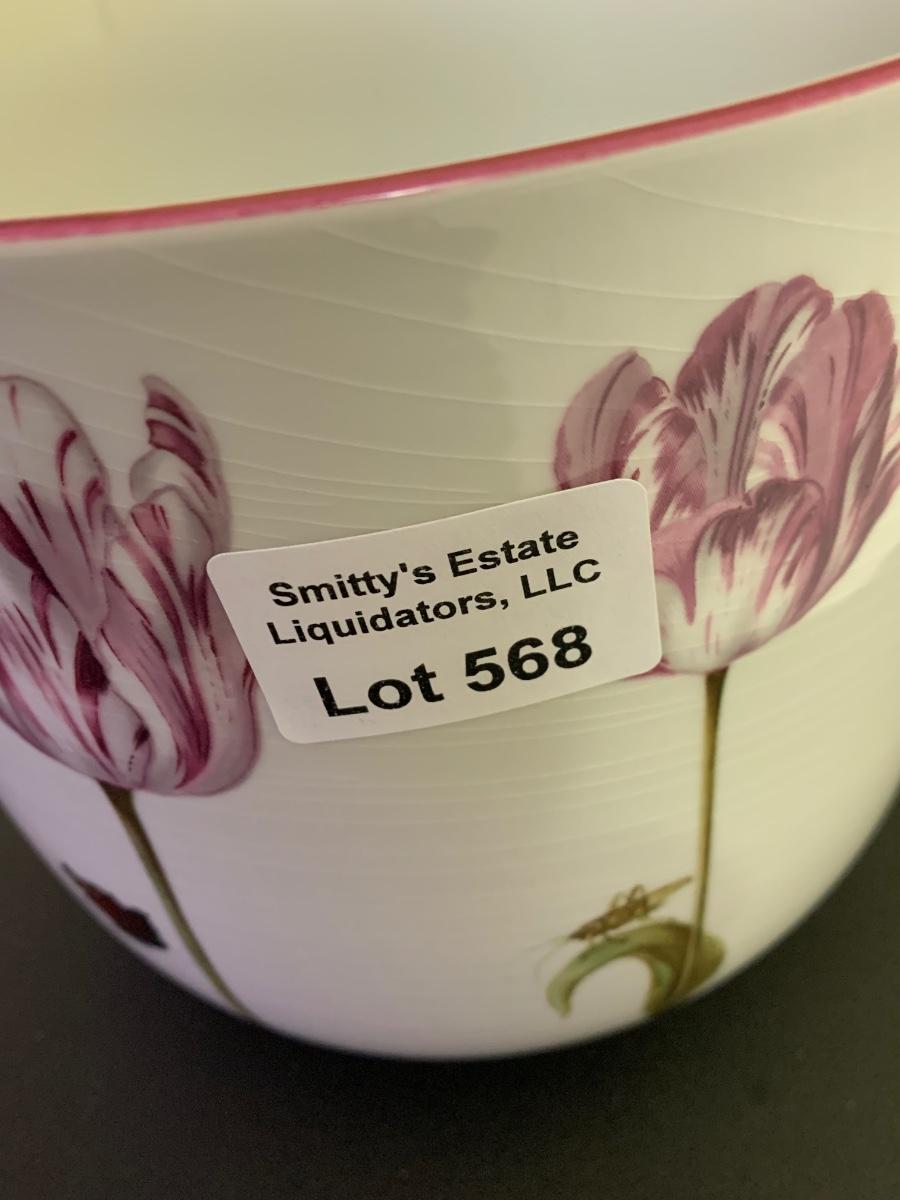 Smitty's Estate
Liquidators, LLC
Lot 568